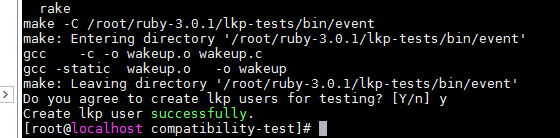 rake
make -C /root/ruby-3.0.1/lkp-tests/bin/event
make: Entering directory '/root/ruby-3.0.1/lkp-tests/bin/event'
gcc    -c -o wakeup.o wakeup.c
gcc -static  wakeup.o   -o wakeup
make: Leaving directory '/root/ruby-3.0.1/lkp-tests/bin/event'
Do you agree to create lkp users for testing? [Y/n] y
Create lkp user successfully.
[root@localhost compatibility-test]#